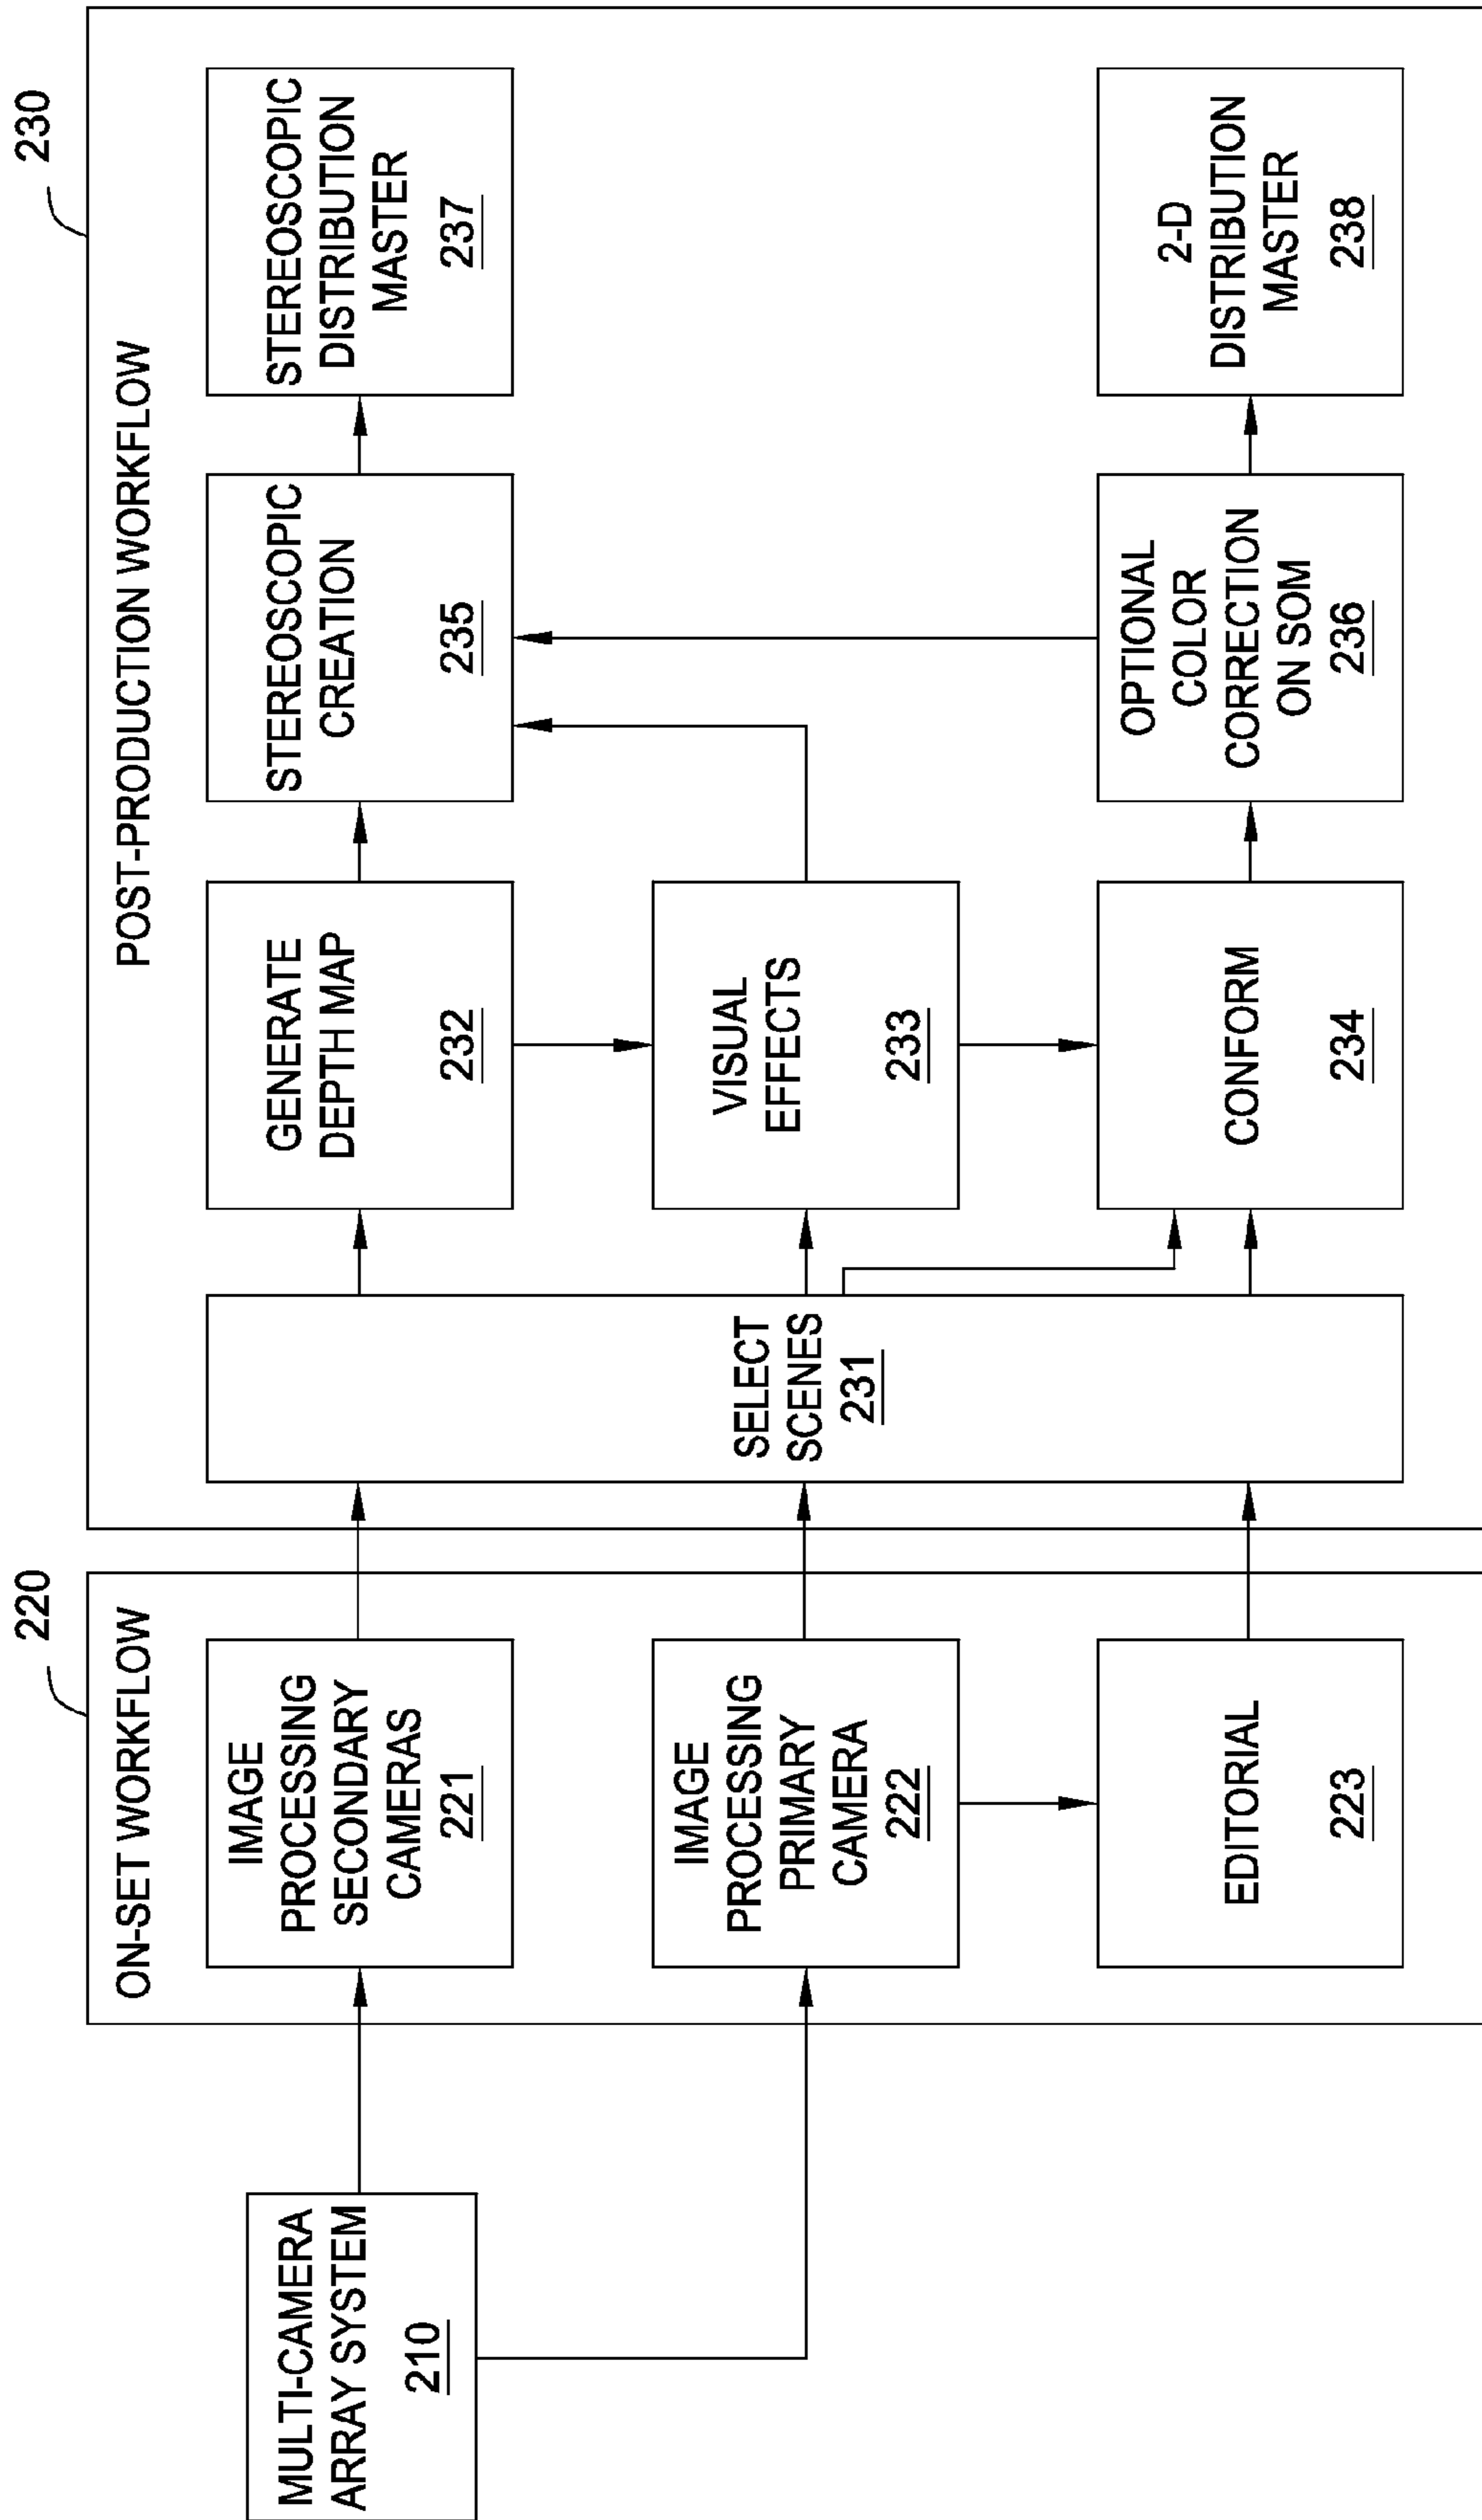 MULTI-CAMERA
ARRAY SYSTEM
210
220
ON-SET WORKFLOW
IMAGE
PROCESSING
SECONDARY
CAMERAS
221
IMAGE
PROCESSING
PRIMARY
CAMERA
222
EDITORIAL
223
230
POST-PRODUCTION WORKFLOW
SELECT
SCENES
231
GENERATE
DEPTH MAP
232
VISUAL
EFFECTS
233
CONFORM
234
STEREOSCOPIC
CREATION
235
OPTIONAL
COLOR
CORRECTION
ON SOM
236
STEREOSCOPIC
DISTRIBUTION
MASTER
237
2-D
DISTRIBUTION
MASTER
238